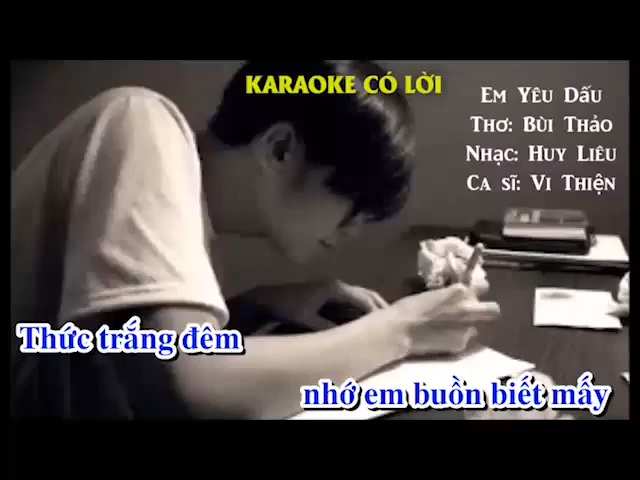 KARAOKE CÓ LỜI
Em Yêu Dấu
Thơ: Bùi Thảo
Nhạc: Huy Liêu
Ca sĩ: Vi Thiện
Thức trắng đêm
nhớ em buồn biết mấy